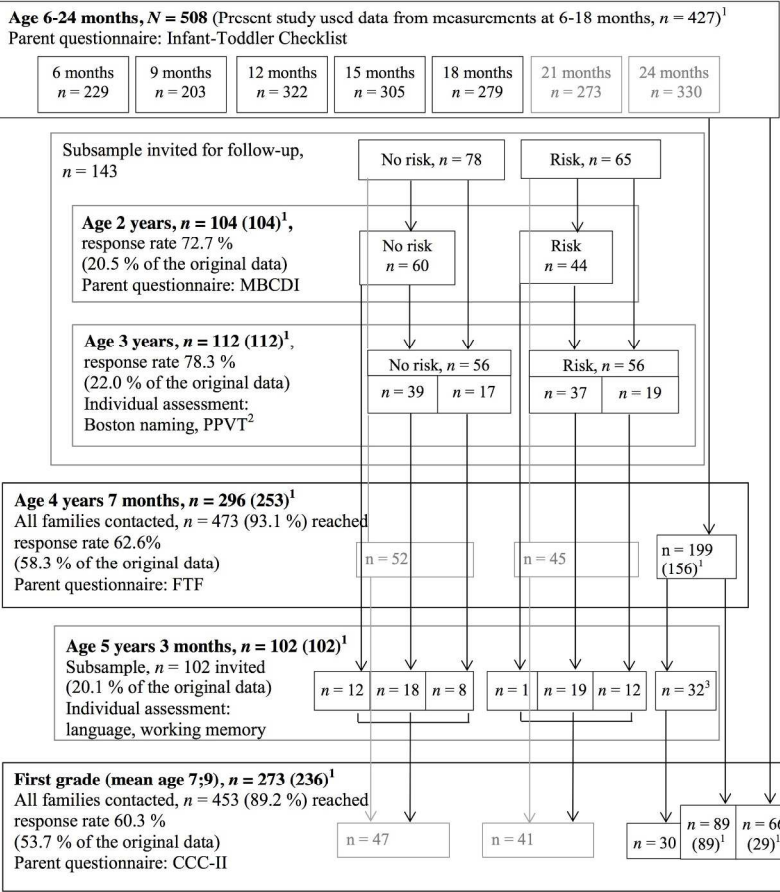 Age 6-24 months, N = 508 (Present study used data from measurements at 6-18 months, n = 427)¹
Parent questionnaire: Infant-Toddler Checklist
6 months 9 months 12 months 15 months 18 months 21 months 24 months
n = 229 n = 203 n = 322 n = 305 n = 279 n = 273 n = 330
Subsample invited for follow-up,
n = 143
No risk, n = 78 Risk, n = 65
Age 2 years, n = 104 (104)¹,
response rate 72.7 %
(20.5 % of the original data)
Parent questionnaire: MBCDI
No risk
n = 60
Risk
n = 44
Age 3 years, n = 112 (112)¹,
response rate 78.3 %
(22.0 % of the original data)
Individual assessment:
Boston naming, PPVT²
No risk, n = 56 Risk, n = 56
n = 39 n = 17 n = 37 n = 19
Age 4 years 7 months, n = 296 (253)¹
All families contacted, n = 473 (93.1 %) reached
response rate 62.6%
(58.3 % of the original data)
Parent questionnaire: FTF
n = 52 n = 45
n = 199
(156)¹
Age 5 years 3 months, n = 102 (102)¹
Subsample, n = 102 invited
(20.1 % of the original data)
Individual assessment:
language, working memory
n = 12 n = 18 n = 8 n = 1 n = 19 n = 12 n = 32³
First grade (mean age 7;9), n = 273 (236)¹
All families contacted, n = 453 (89.2 %) reached
response rate 60.3 %
(53.7 % of the original data)
Parent questionnaire: CCC-II
n = 47 n = 41 n = 30
n = 89
(89)¹
n = 6
(29)¹